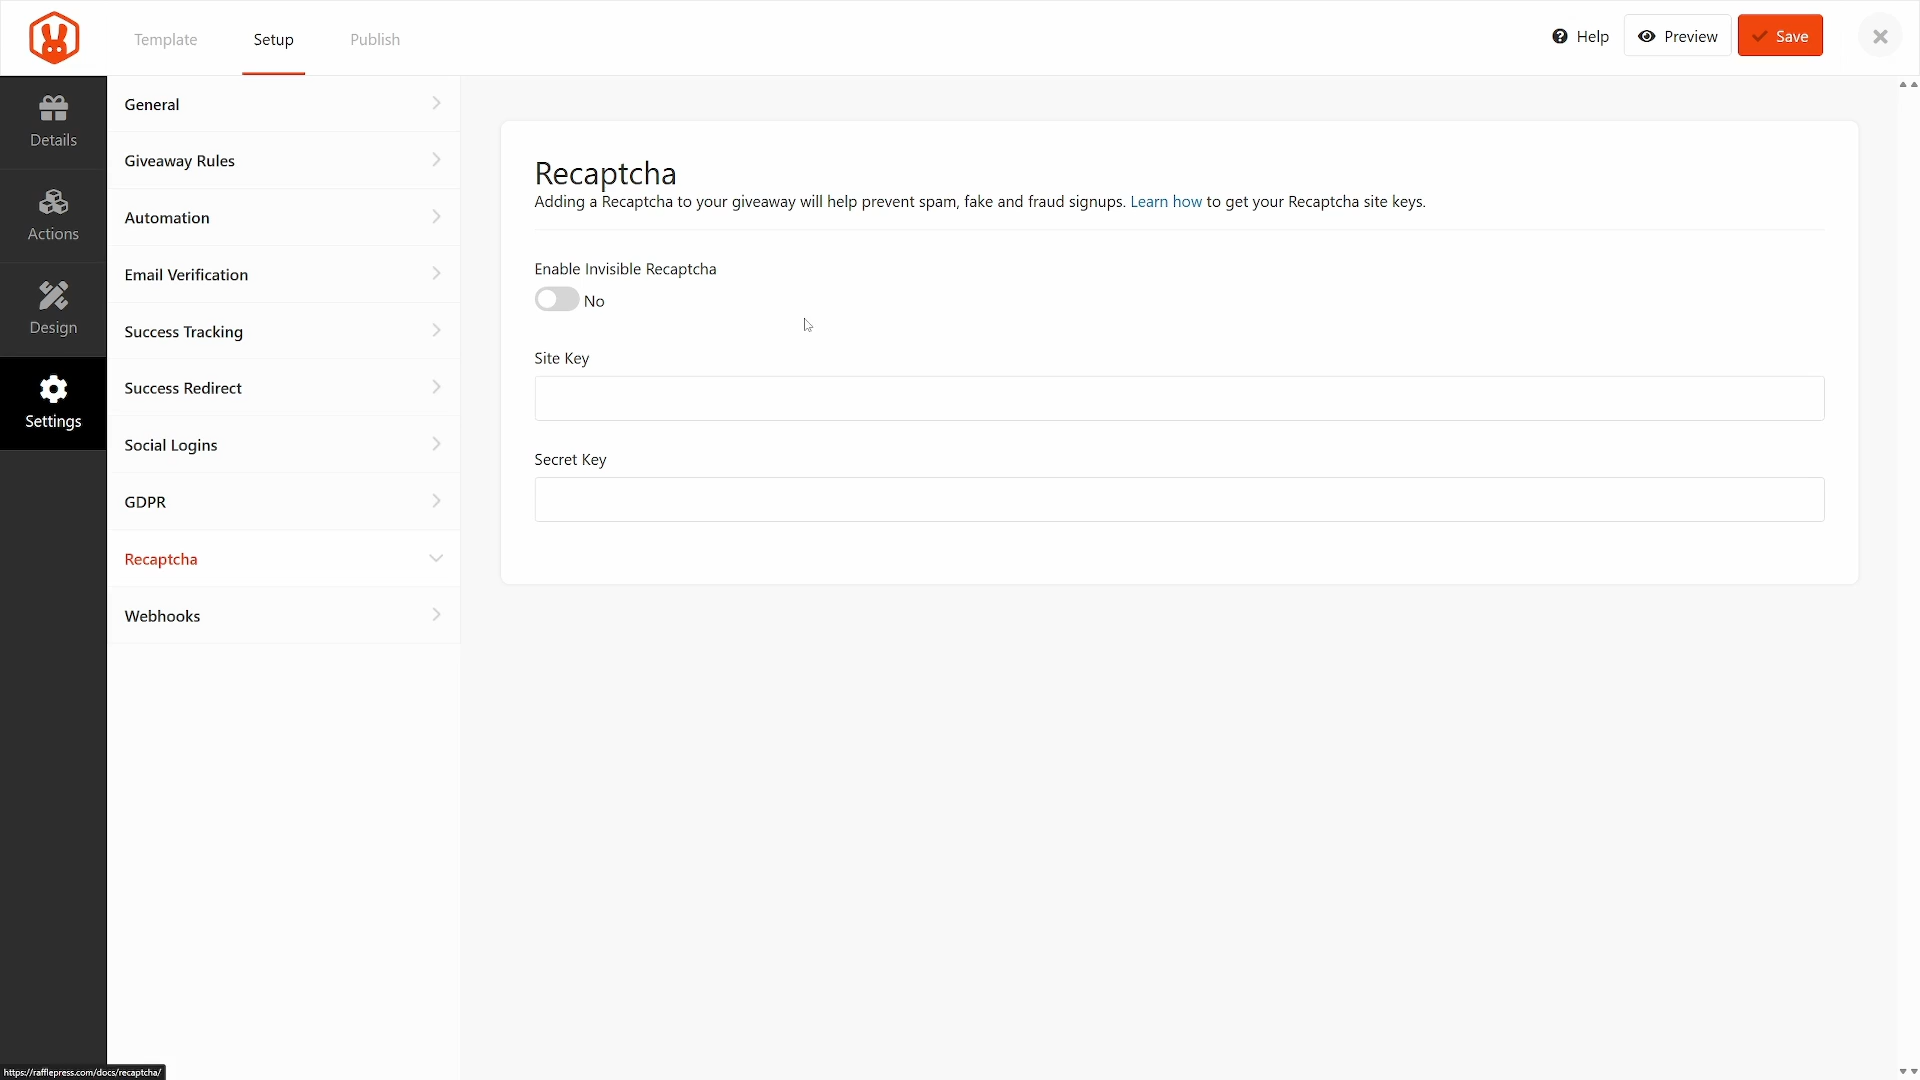 Template
Setup
Publish
Help
Preview
Save
Details
Actions
Design
Settings
General
Giveaway Rules
Automation
Email Verification
Success Tracking
Success Redirect
Social Logins
GDPR
Recaptcha
Webhooks
Recaptcha
Adding a Recaptcha to your giveaway will help prevent spam, fake and fraud signups. Learn how to get your Recaptcha site keys.
Enable Invisible Recaptcha
No
Site Key
Secret Key
https://rafflepress.com/docs/recaptcha/